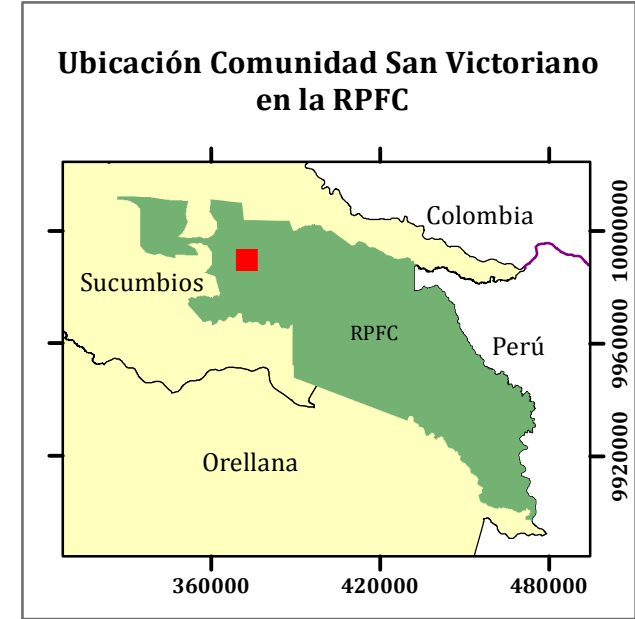 Ubicación Comunidad San Victoriano
en la RPFC
Colombia
Sucumbios
RPFC
Perú
Orellana
10000000
9960000
9920000
360000
420000
480000